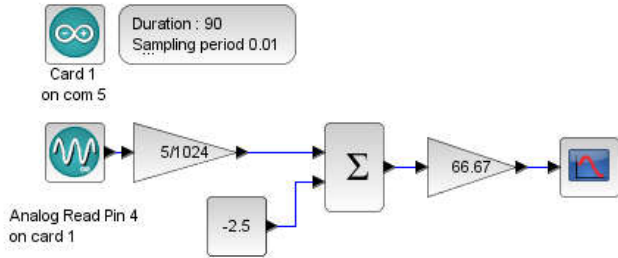 Duration : 90
Sampling period 0.01
...
Card 1
on com 5
5/1024
Σ
66.67
Analog Read Pin 4
on card 1
-2.5